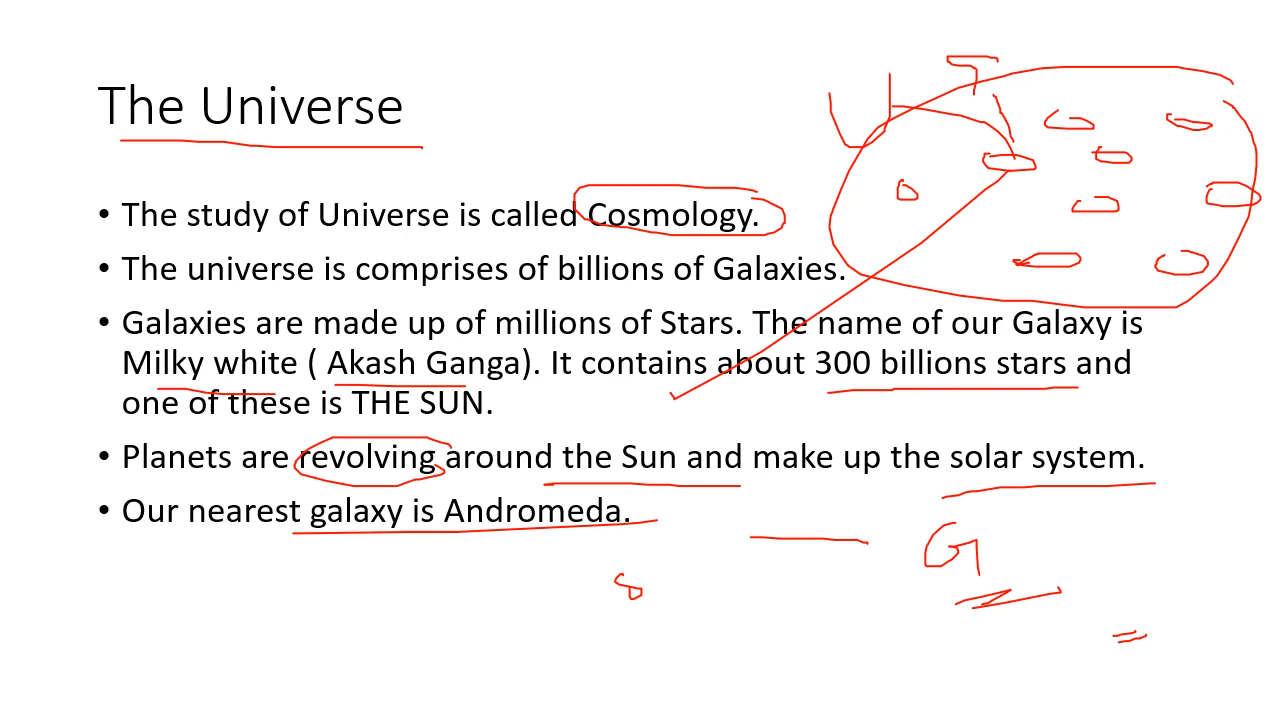 The Universe
U
G
• The study of Universe is called Cosmology.
• The universe is comprises of billions of Galaxies.
• Galaxies are made up of millions of Stars. The name of our Galaxy is
Milky white ( Akash Ganga). It contains about 300 billions stars and
one of these is THE SUN.
• Planets are revolving around the Sun and make up the solar system.
• Our nearest galaxy is Andromeda.
G
8
=